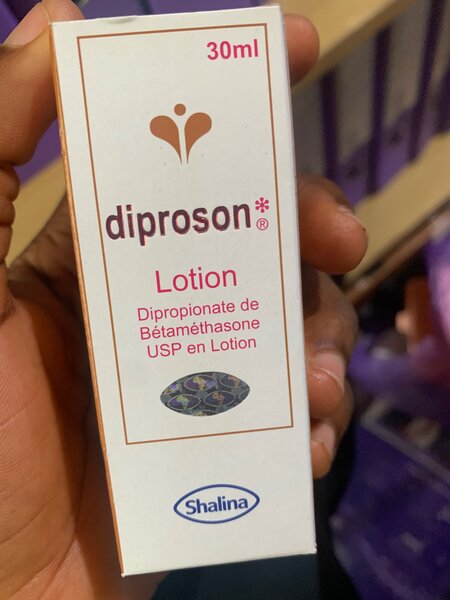 30ml
diproson*®
Lotion
Dipropionate de
Bétaméthasone
USP en Lotion
Shalina